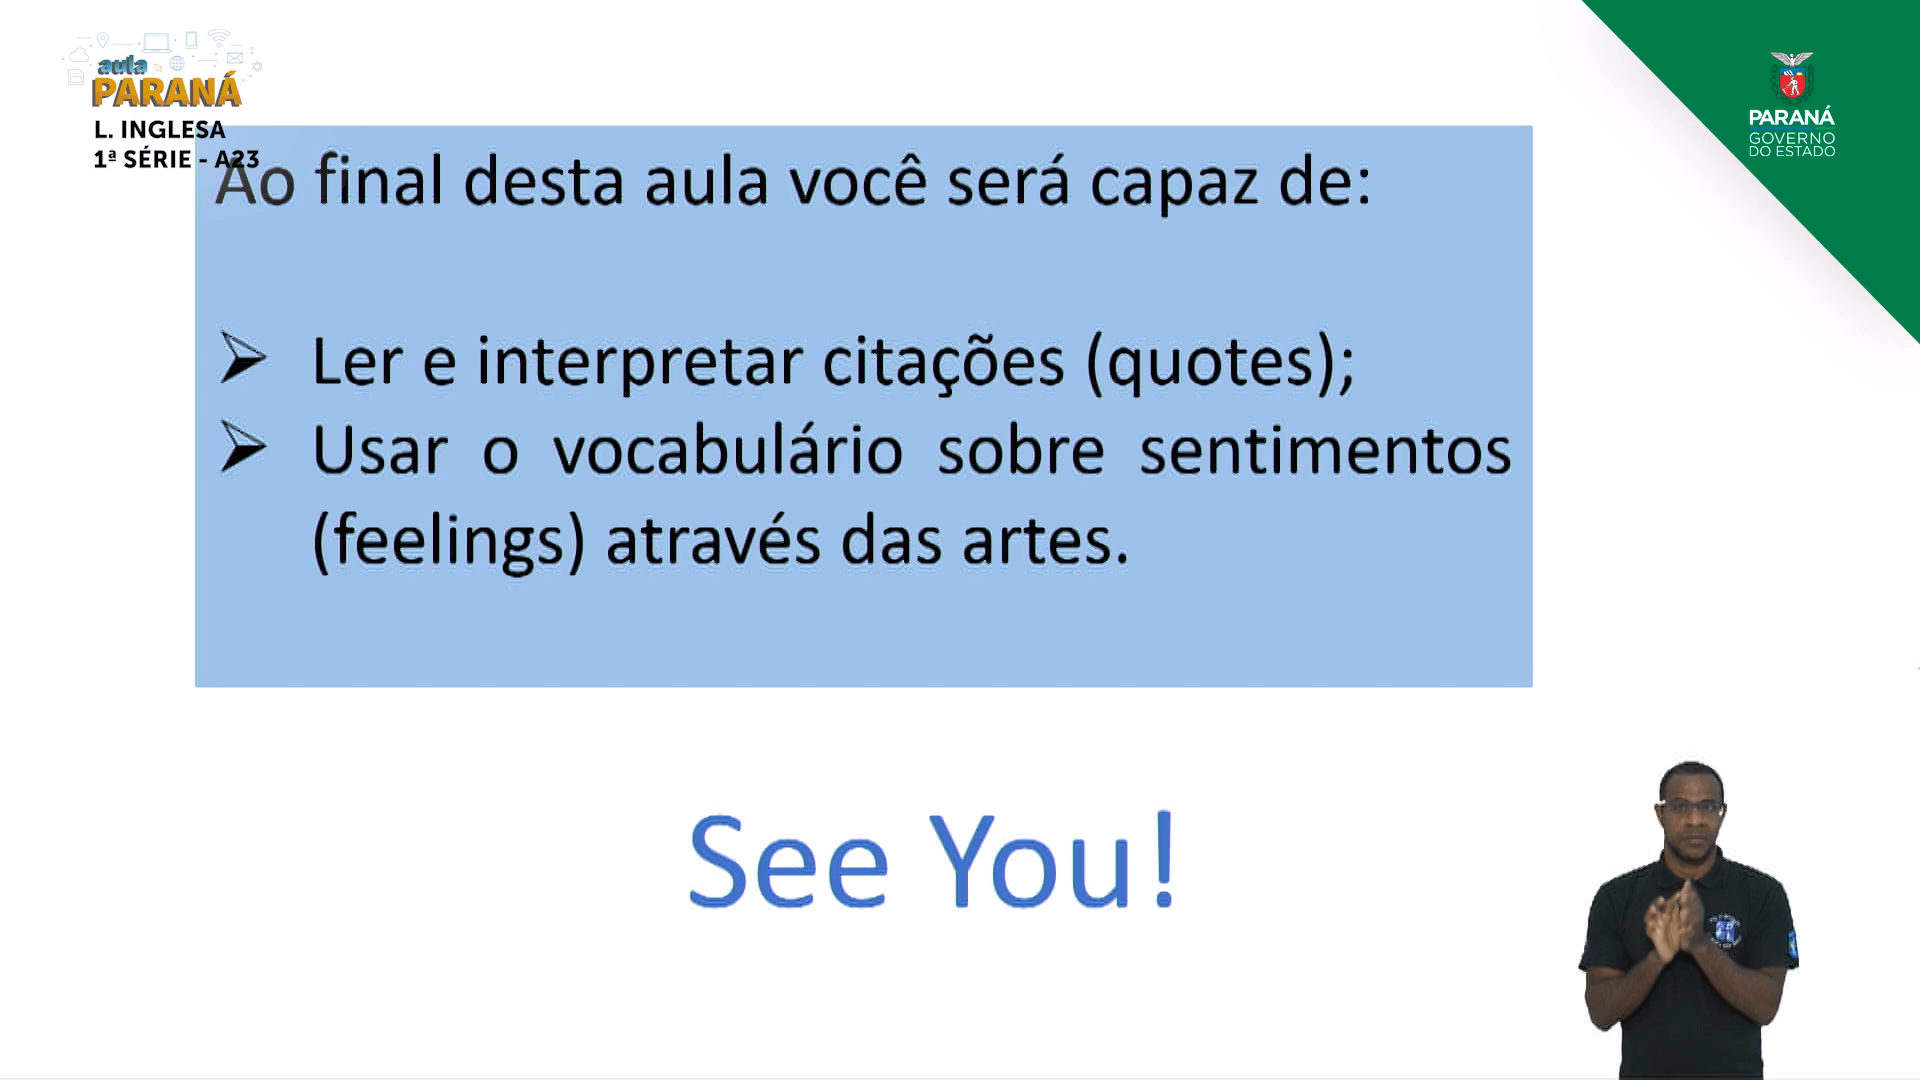 aula
PARANÁ
L. INGLESA
1ª SÉRIE - A23
PARANÁ
GOVERNO
DO ESTADO
Ao final desta aula você será capaz de:
➢ Ler e interpretar citações (quotes);
➢ Usar o vocabulário sobre sentimentos
(feelings) através das artes.
See You!